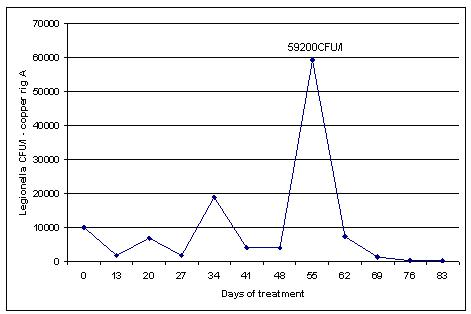 70000
60000
50000
40000
30000
20000
10000
0
Legionella CFU/l - copper rig A
59200CFU/l
0 13 20 27 34 41 48 55 62 69 76 83
Days of treatment